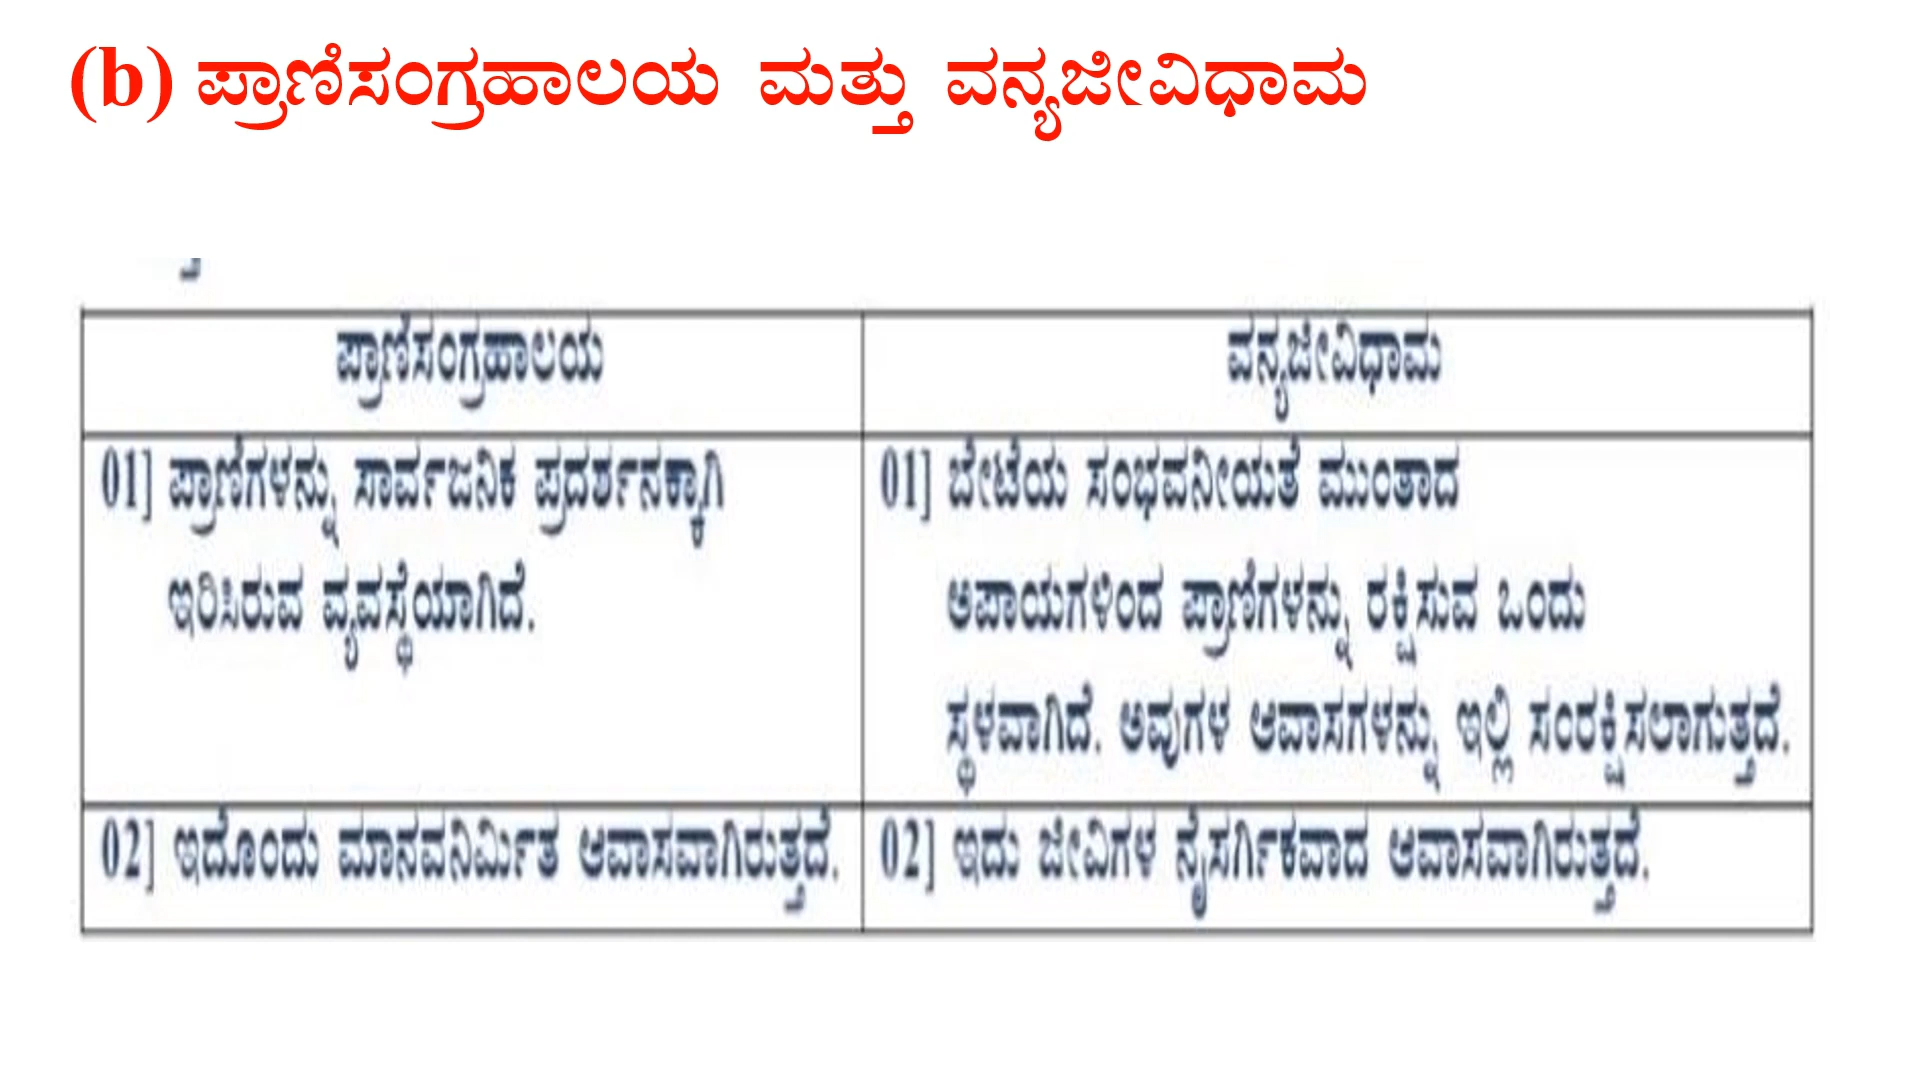 (b) ಪ್ರಾಣಿಸಂಗ್ರಹಾಲಯ ಮತ್ತು ವನ್ಯಜೀವಿಧಾಮ
ಪ್ರಾಣಿಸಂಗ್ರಹಾಲಯ
ವನ್ಯಜೀವಿಧಾಮ
01] ಪ್ರಾಣಿಗಳನ್ನು ಸಾರ್ವಜನಿಕ ಪ್ರದರ್ಶನಕ್ಕಾಗಿ
ಇರಿಸಿರುವ ವ್ಯವಸ್ಥೆಯಾಗಿದೆ.
01] ಬೇಟೆಯ ಸಂಭವನೀಯತೆ ಮುಂತಾದ
ಅಪಾಯಗಳಿಂದ ಪ್ರಾಣಿಗಳನ್ನು ರಕ್ಷಿಸುವ ಒಂದು
ಸ್ಥಳವಾಗಿದೆ. ಅವುಗಳ ಆವಾಸಗಳನ್ನು ಇಲ್ಲಿ ಸಂರಕ್ಷಿಸಲಾಗುತ್ತದೆ.
02] ಇದೊಂದು ಮಾನವನಿರ್ಮಿತ ಆವಾಸವಾಗಿರುತ್ತದೆ.
02] ಇದು ಜೀವಿಗಳ ನೈಸರ್ಗಿಕವಾದ ಆವಾಸವಾಗಿರುತ್ತದೆ.